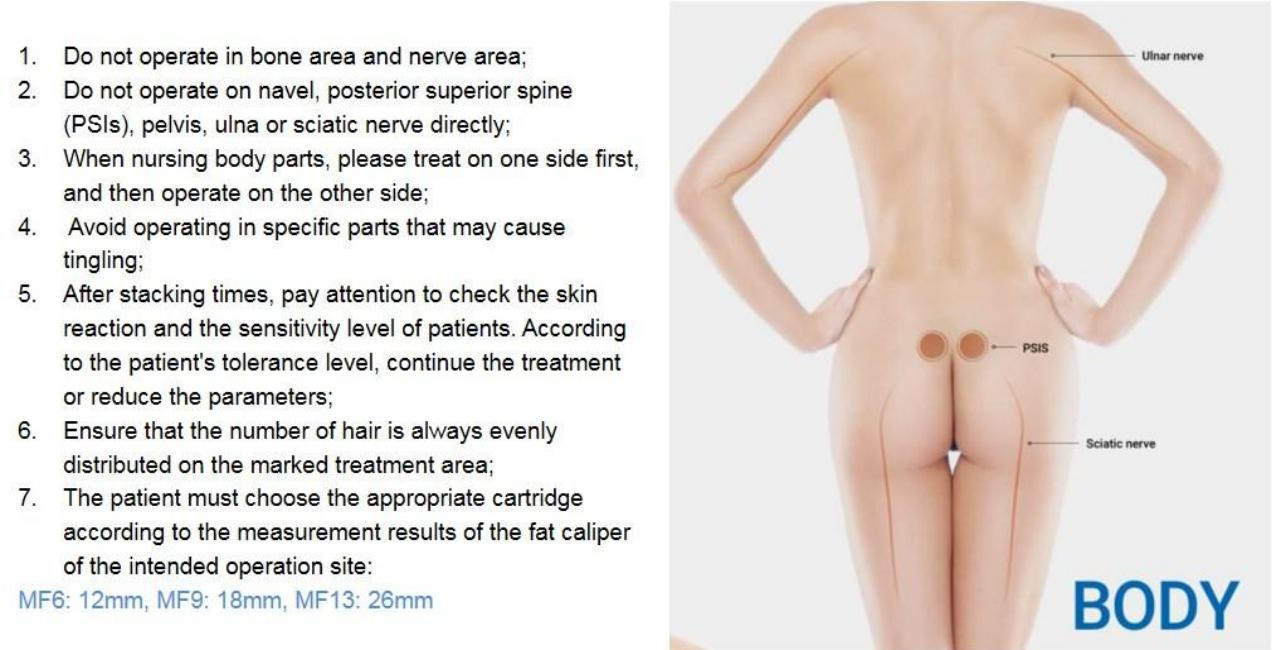 1. Do not operate in bone area and nerve area;
2. Do not operate on navel, posterior superior spine
(PSIs), pelvis, ulna or sciatic nerve directly;
3. When nursing body parts, please treat on one side first,
and then operate on the other side;
4. Avoid operating in specific parts that may cause
tingling;
5. After stacking times, pay attention to check the skin
reaction and the sensitivity level of patients. According
to the patient's tolerance level, continue the treatment
or reduce the parameters;
6. Ensure that the number of hair is always evenly
distributed on the marked treatment area;
7. The patient must choose the appropriate cartridge
according to the measurement results of the fat caliper
of the intended operation site:
MF6: 12mm, MF9: 18mm, MF13: 26mm
Ulnar nerve
PSIS
Sciatic nerve
BODY